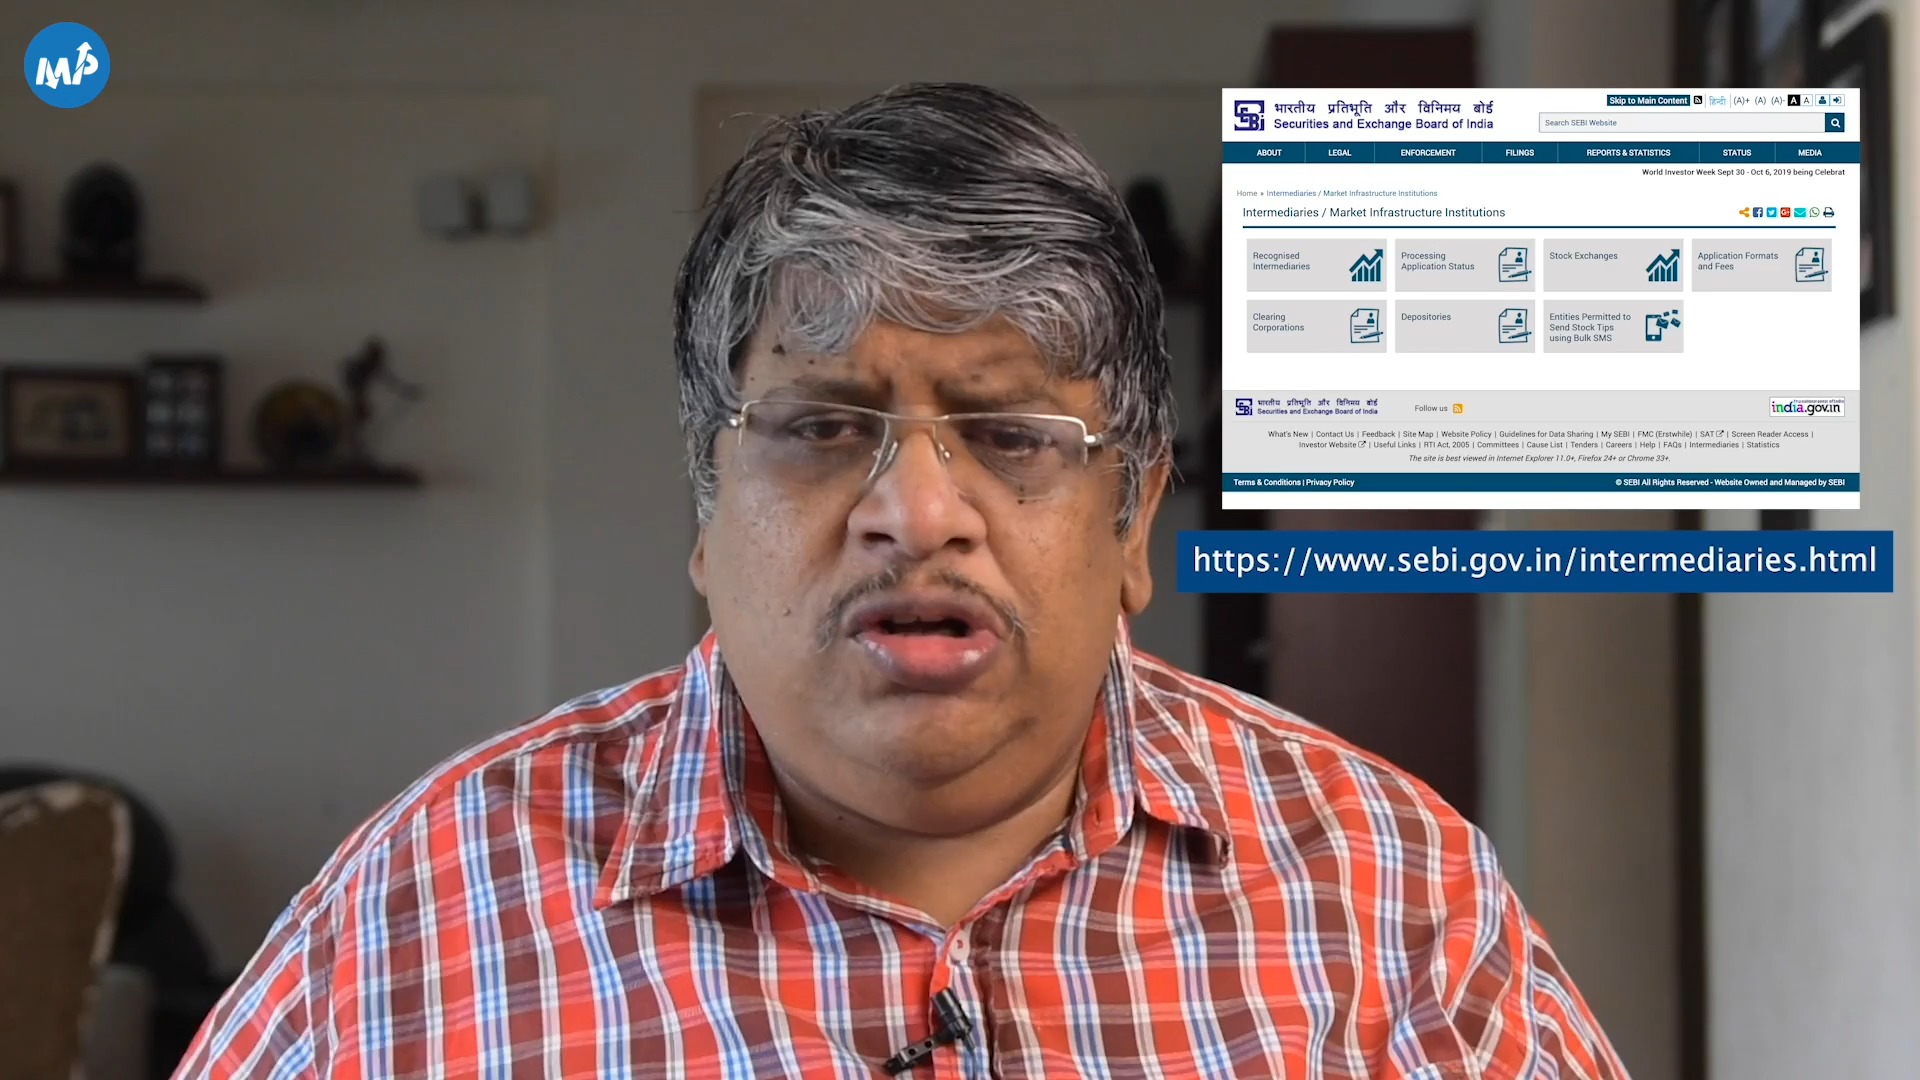 MP
भारतीय प्रतिभूति और विनिमय बोर्ड
Securities and Exchange Board of India
Skip to Main Content हिन्दी (A)+ (A) (A)- A A
Search SEBI Website
ABOUT LEGAL ENFORCEMENT FILINGS REPORTS & STATISTICS STATUS MEDIA
World Investor Week Sept 30 - Oct 6, 2019 being Celebrat
Home » Intermediaries / Market Infrastructure Institutions
Intermediaries / Market Infrastructure Institutions
Recognised
Intermediaries
Processing
Application Status
Stock Exchanges
Application Formats
and Fees
Clearing
Corporations
Depositories
Entities Permitted to
Send Stock Tips
using Bulk SMS
भारतीय प्रतिभूति और विनिमय बोर्ड
Securities and Exchange Board of India
Follow us
india.gov.in
What's New | Contact Us | Feedback | Site Map | Website Policy | Guidelines for Data Sharing | My SEBI | FMC (Erstwhile) | SAT | Screen Reader Access |
Investor Website | Useful Links | RTI Act, 2005 | Committees | Cause List | Tenders | Careers | Help | FAQs | Intermediaries | Statistics
The site is best viewed in Internet Explorer 11.0+, Firefox 24+ or Chrome 33+.
Terms & Conditions | Privacy Policy
© SEBI All Rights Reserved - Website Owned and Managed by SEBI
https://www.sebi.gov.in/intermediaries.html